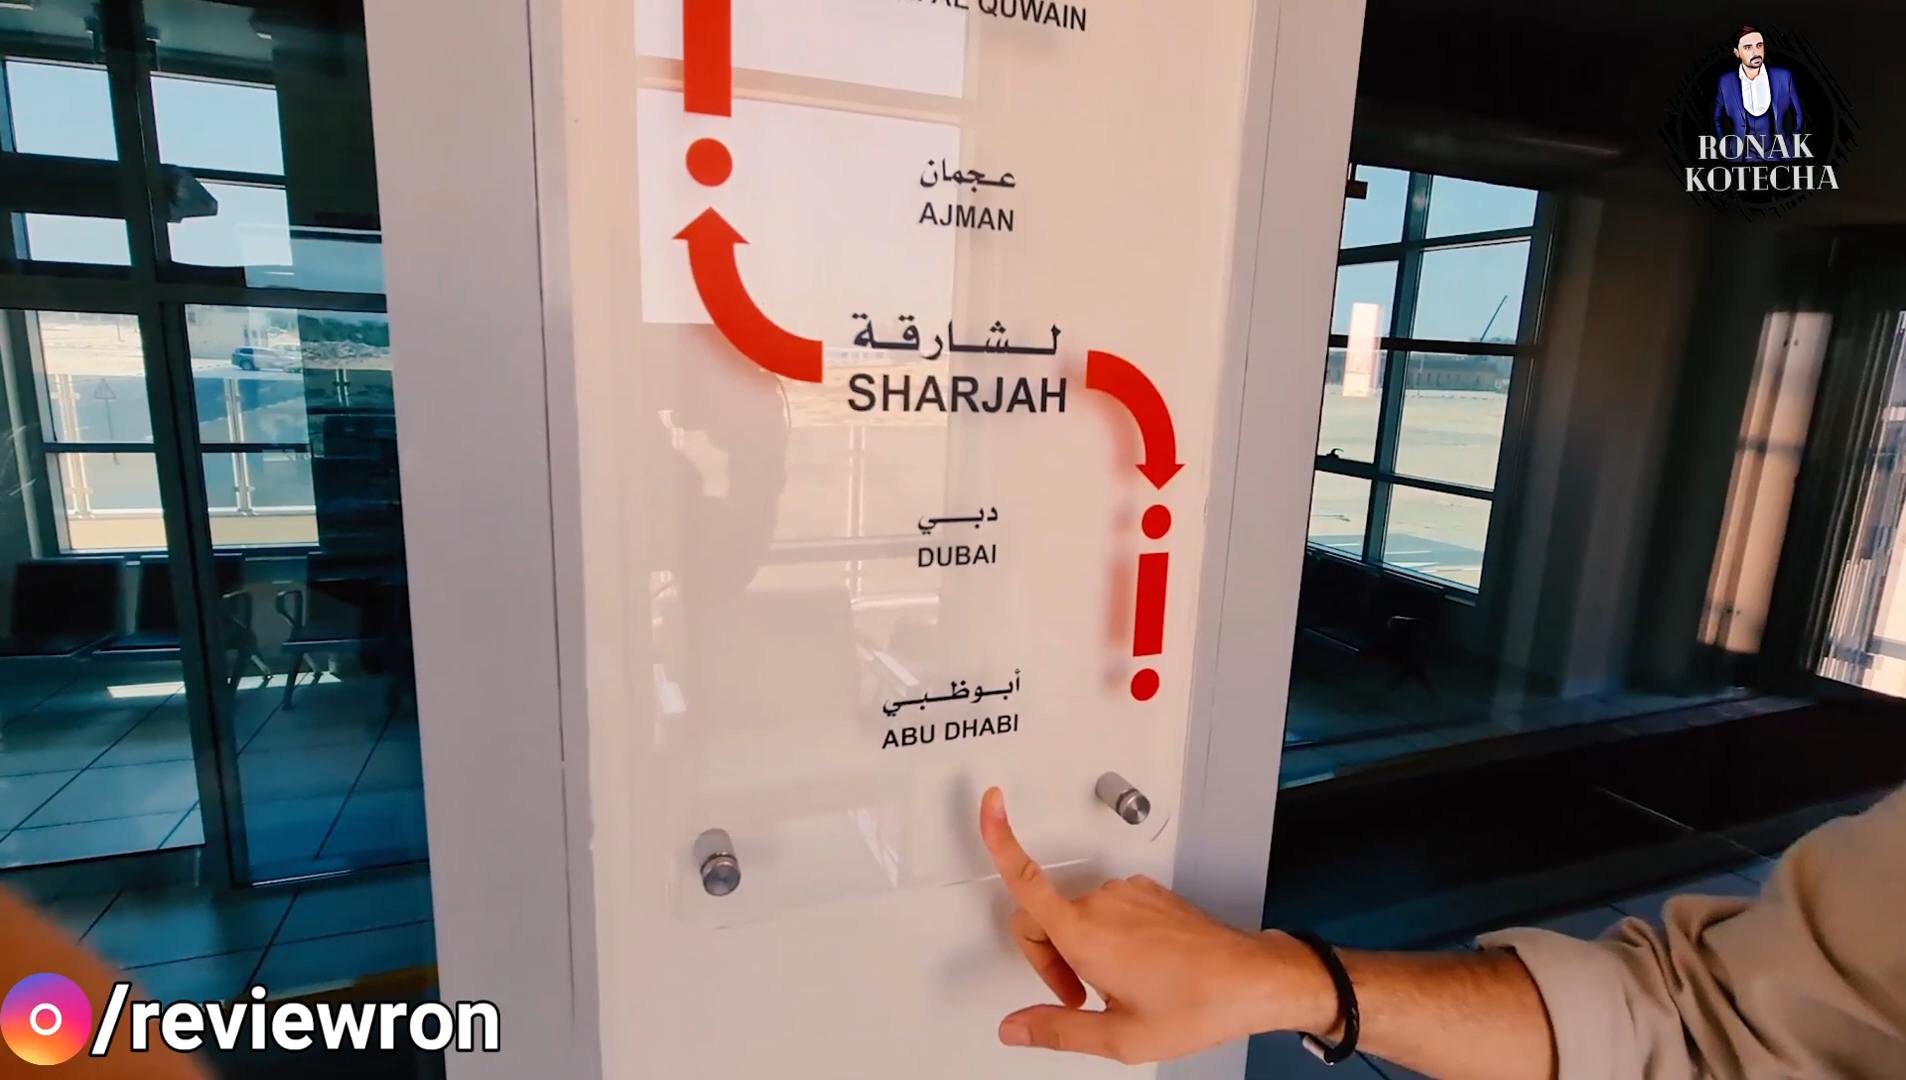 AL QUWAIN
RONAK
KOTECHA
عجمان
AJMAN
لشارقة
SHARJAH
دبي
DUBAI
أبوظبي
ABU DHABI
/reviewron